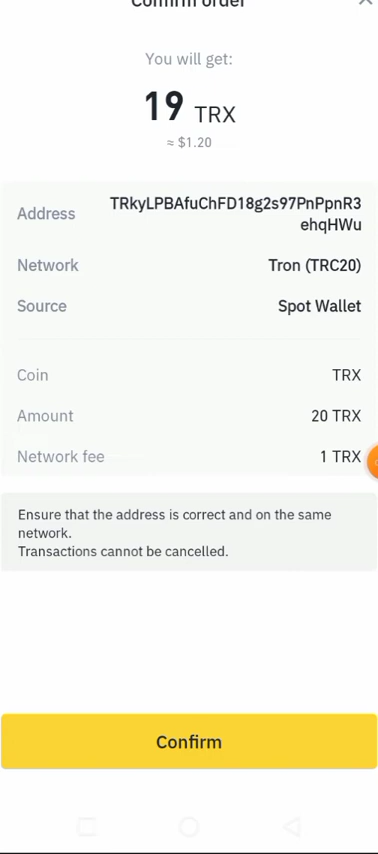 Confirm order
You will get:
19 TRX
≈ $1.20
Address TRkyLPBAfuChFD18g2s97PnPpnR3
ehqHWu
Network Tron (TRC20)
Source Spot Wallet
Coin TRX
Amount 20 TRX
Network fee 1 TRX
Ensure that the address is correct and on the same
network.
Transactions cannot be cancelled.
Confirm